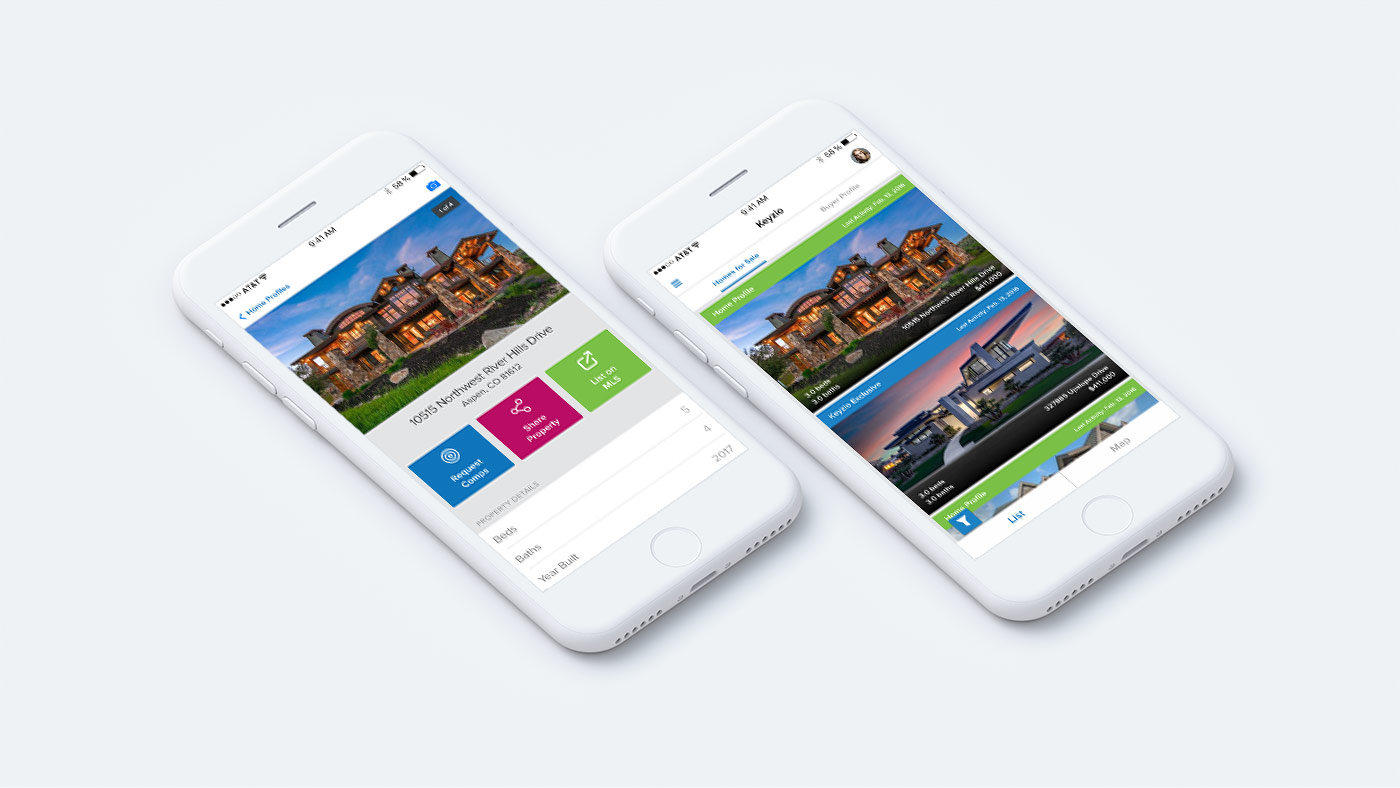 ●●●○○ AT&T
9:41 AM
58 %
Home Profiles
1 of 4
10515 Northwest River Hills Drive
Aspen, CO 81612
Request
Comps
Share
Property
List on
MLS
PROPERTY DETAILS
Beds 5
Baths 4
Year Built 2017
●●●○○ AT&T
9:41 AM
58 %
Keyzio
Homes for Sale
Buyer Profile
Home Profile
Last Activity: Feb. 13, 2016
10515 Northwest River Hills Drive
$411,000
3.0 beds
3.0 baths
Keyzio Exclusive
Last Activity: Feb. 13, 2016
327885 Upslope Drive
$411,000
3.0 beds
3.0 baths
Home Profile
Last Activity: Feb. 13, 2016
List
Map